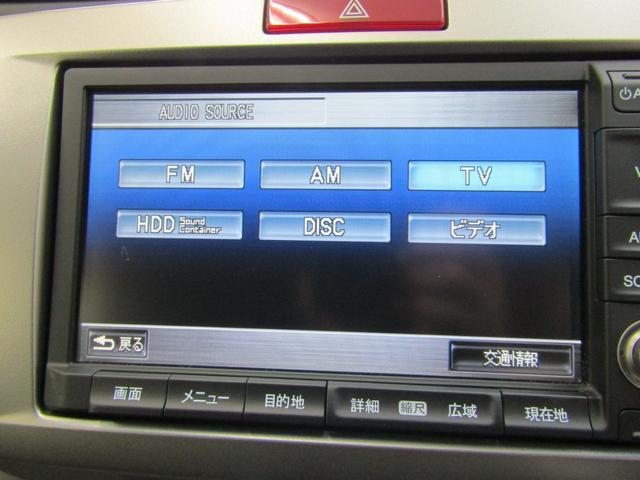 AUDIO SOURCE
FM AM TV
HDD Sound Container DISC ビデオ
戻る 交通情報
画面 メニュー 目的地 詳細 縮尺 広域 現在地